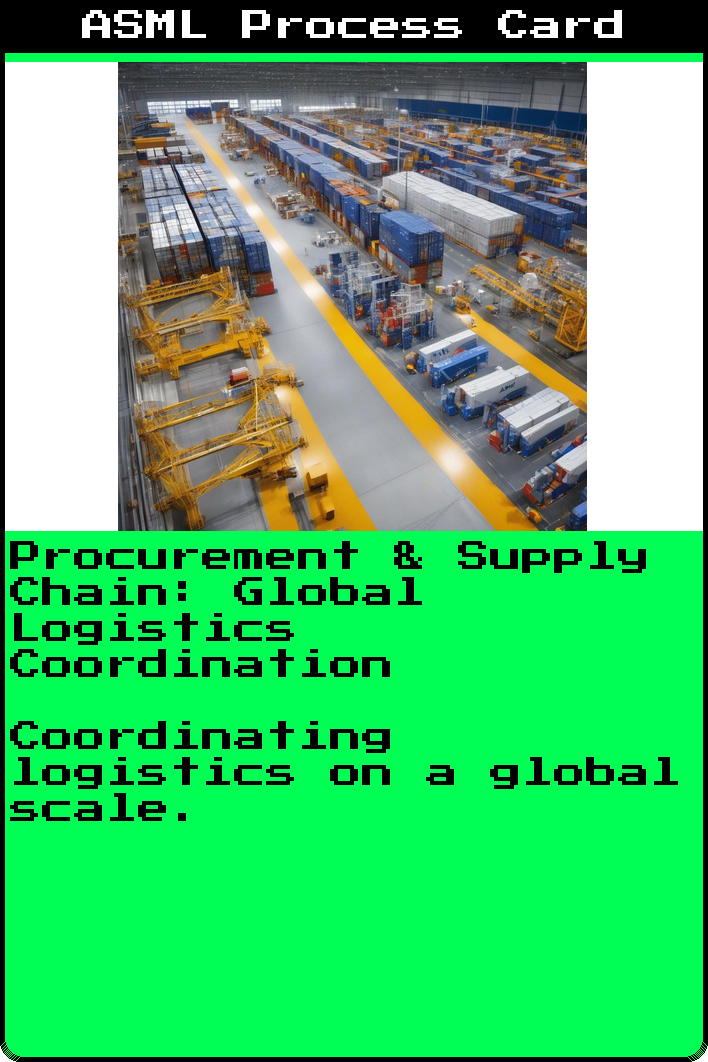 ASML Process Card
Procurement & Supply
Chain: Global
Logistics
Coordination
Coordinating
logistics on a global
scale.